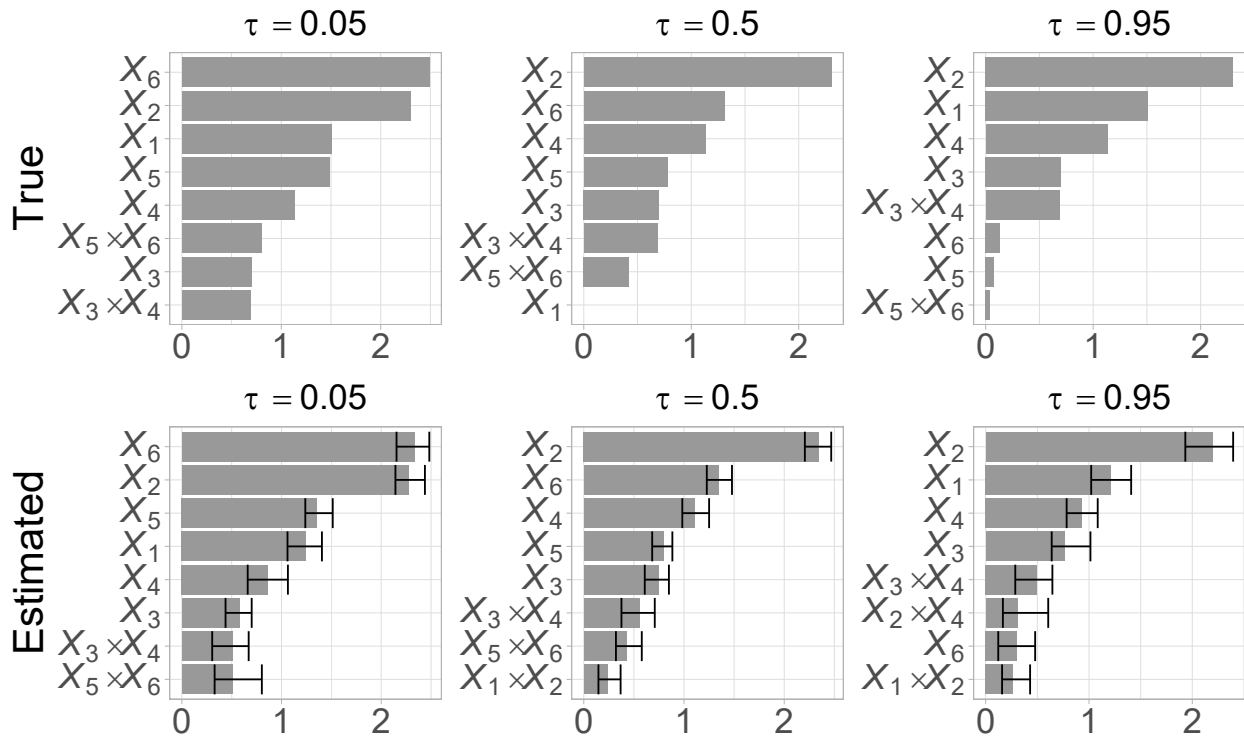 τ = 0.05
τ = 0.5
τ = 0.95
True
X₆
X₂
X₁
X₅
X₄
X₅ × X₆
X₃
X₃ × X₄
0 1 2
X₂
X₆
X₄
X₅
X₃
X₃ × X₄
X₅ × X₆
X₁
0 1 2
X₂
X₁
X₄
X₃
X₃ × X₄
X₆
X₅
X₅ × X₆
0 1 2
τ = 0.05
τ = 0.5
τ = 0.95
Estimated
X₆
X₂
X₅
X₁
X₄
X₃
X₃ × X₄
X₅ × X₆
0 1 2
X₂
X₆
X₄
X₅
X₃
X₃ × X₄
X₅ × X₆
X₁ × X₂
0 1 2
X₂
X₁
X₄
X₃
X₃ × X₄
X₂ × X₄
X₆
X₁ × X₂
0 1 2